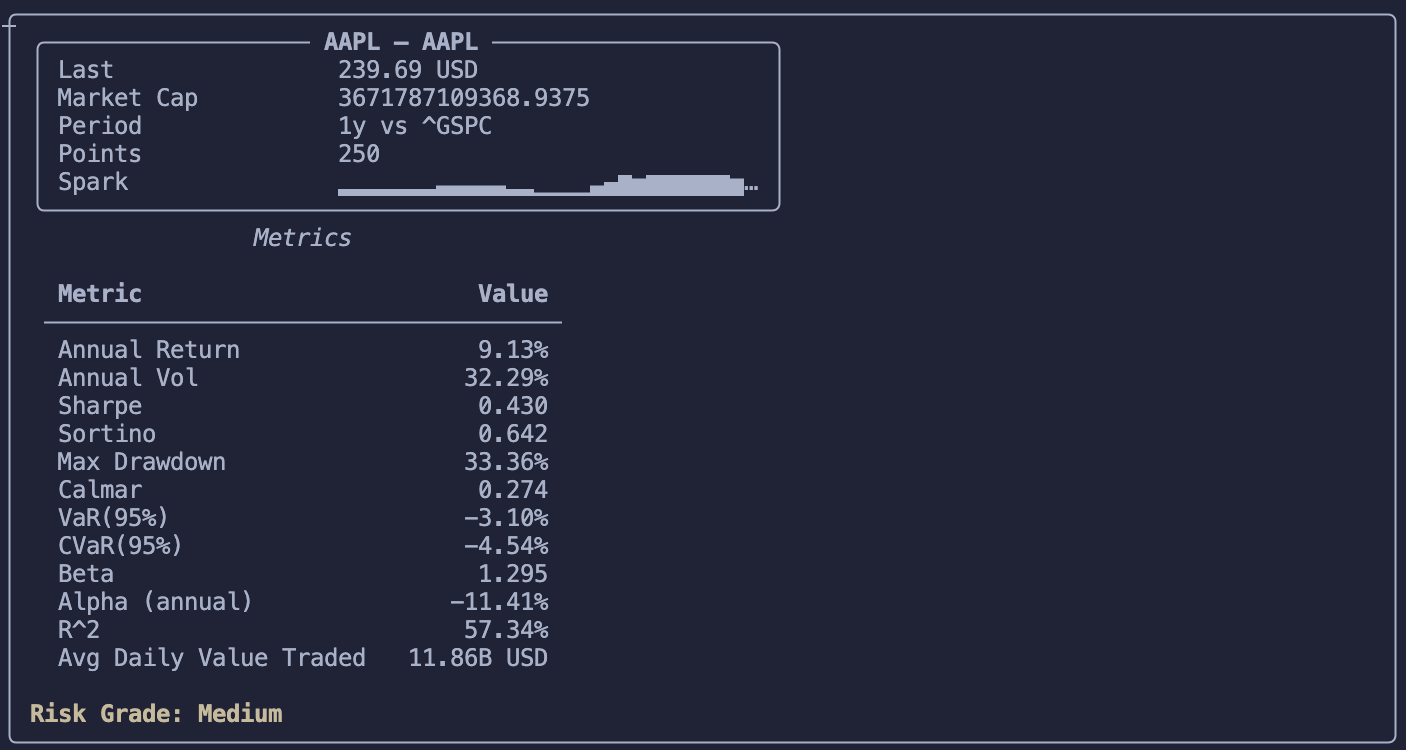 AAPL — AAPL
Last 239.69 USD
Market Cap 3671787109368.9375
Period 1y vs ^GSPC
Points 250
Spark …
Metrics
Metric Value
Annual Return 9.13%
Annual Vol 32.29%
Sharpe 0.430
Sortino 0.642
Max Drawdown 33.36%
Calmar 0.274
VaR(95%) -3.10%
CVaR(95%) -4.54%
Beta 1.295
Alpha (annual) -11.41%
R^2 57.34%
Avg Daily Value Traded 11.86B USD
Risk Grade: Medium